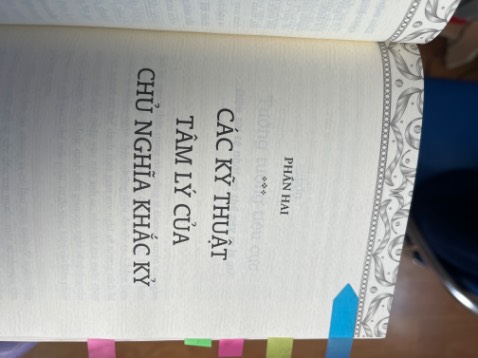 PHẦN HAI
CÁC KỸ THUẬT
TÂM LÝ CỦA
CHỦ NGHĨA KHẮC KỶ